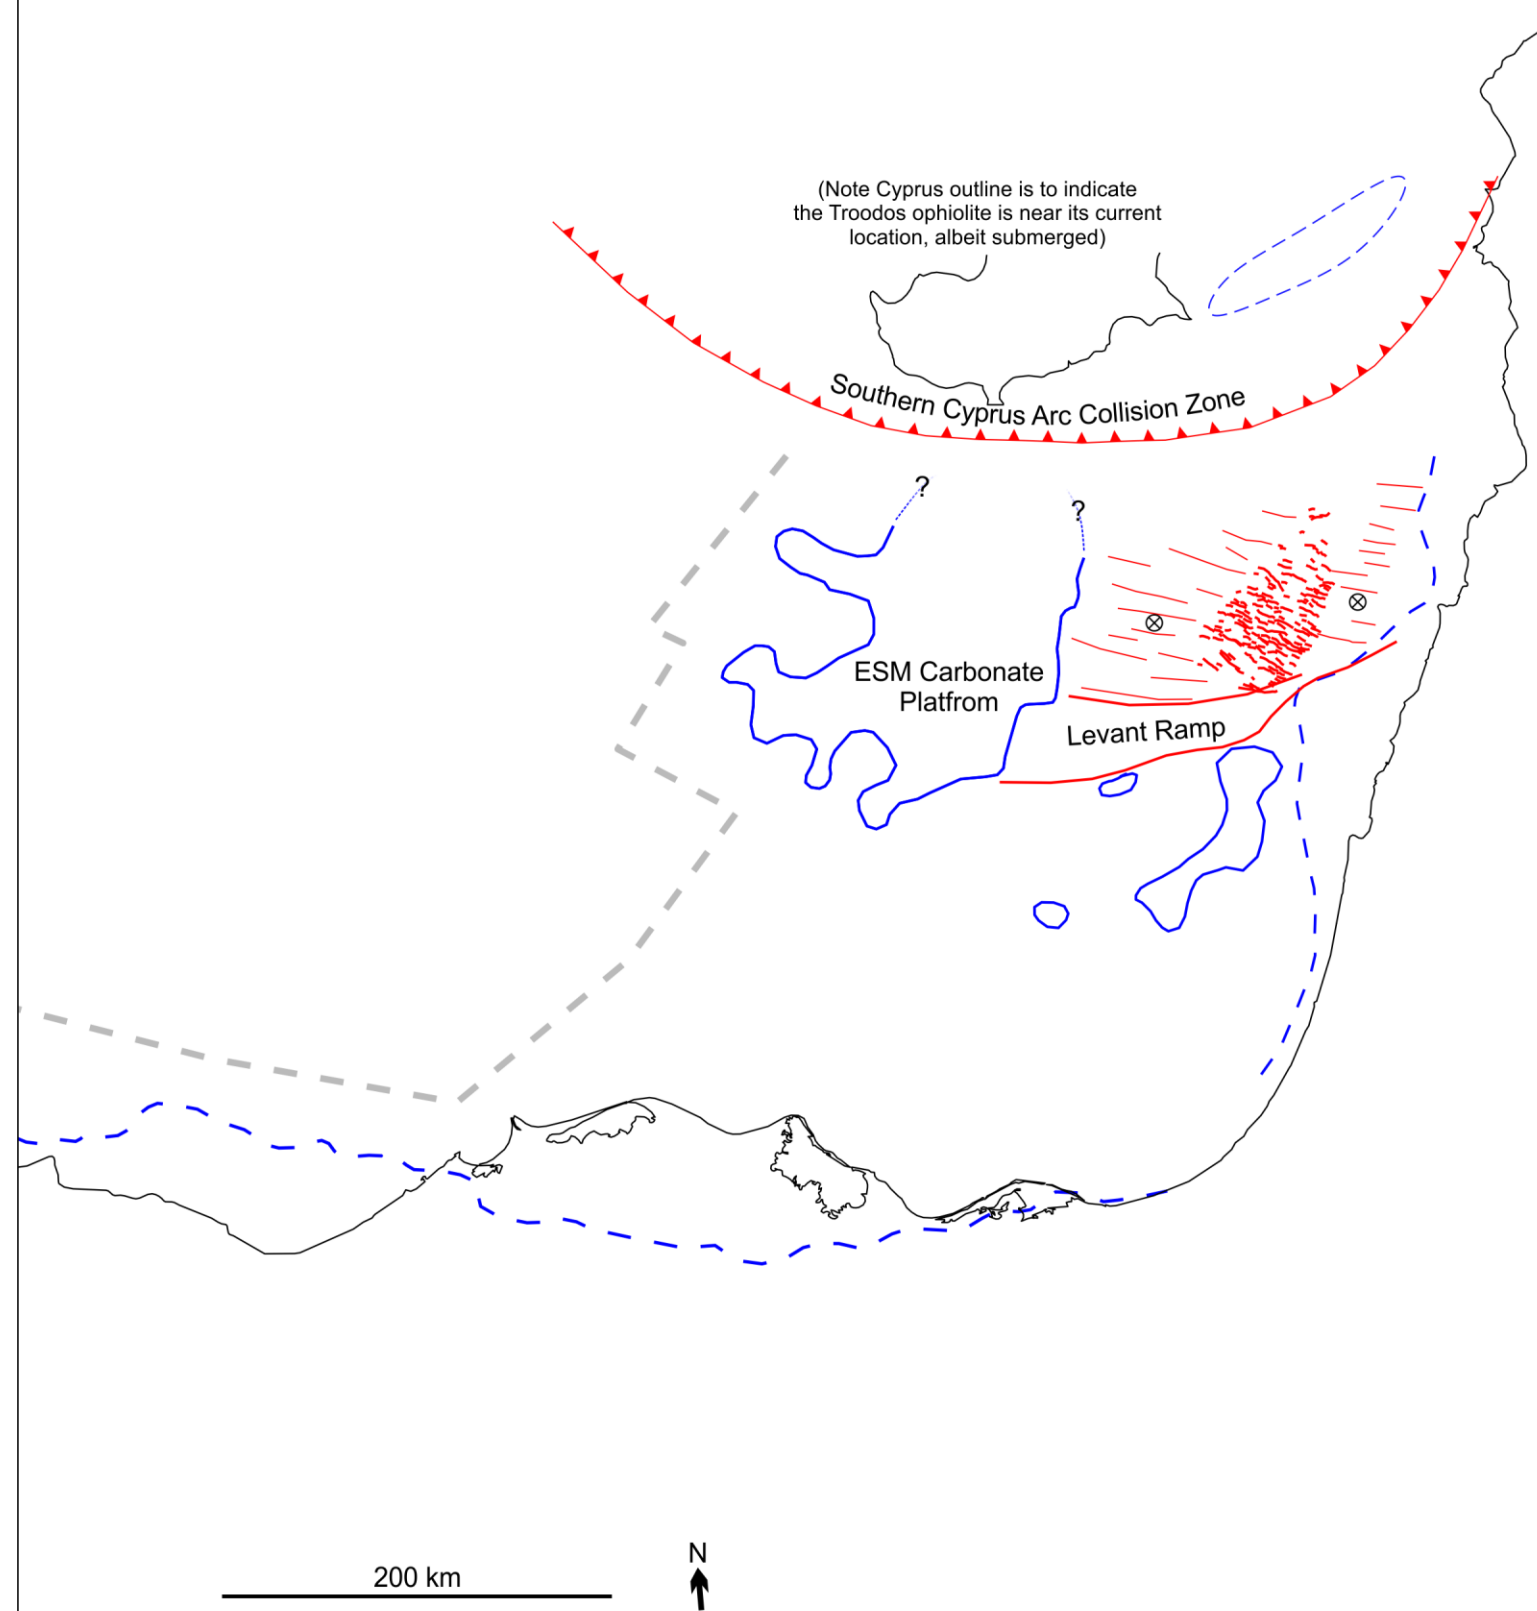 (Note Cyprus outline is to indicate
the Troodos ophiolite is near its current
location, albeit submerged)
Southern Cyprus Arc Collision Zone
?
?
ESM Carbonate
Platfrom
Levant Ramp
N
200 km